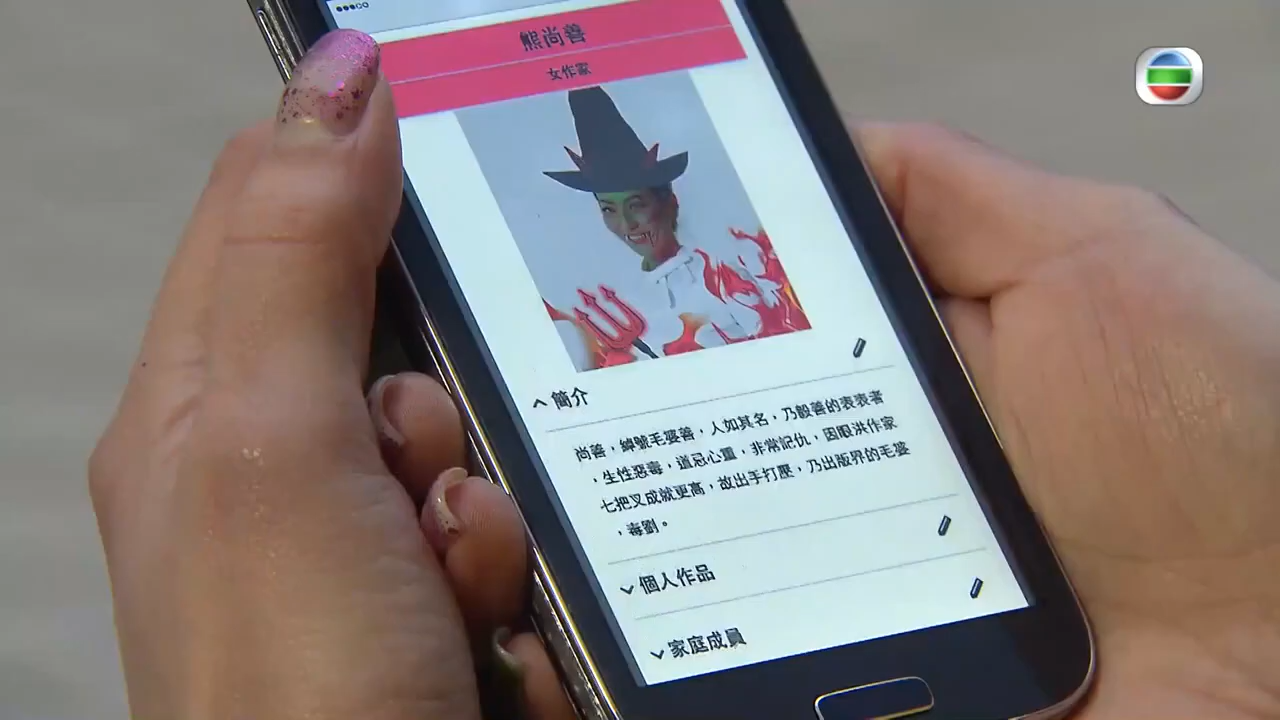 熊尚善
女作家
簡介
尚善，綽號毛婆善，人如其名，乃毅善的表表者
，生性惡毒，道忌心重，非常記仇，因眼洪作家
七把叉成就更高，故出手打壓，乃出版界的毛婆
，毒劉。
個人作品
家庭成員